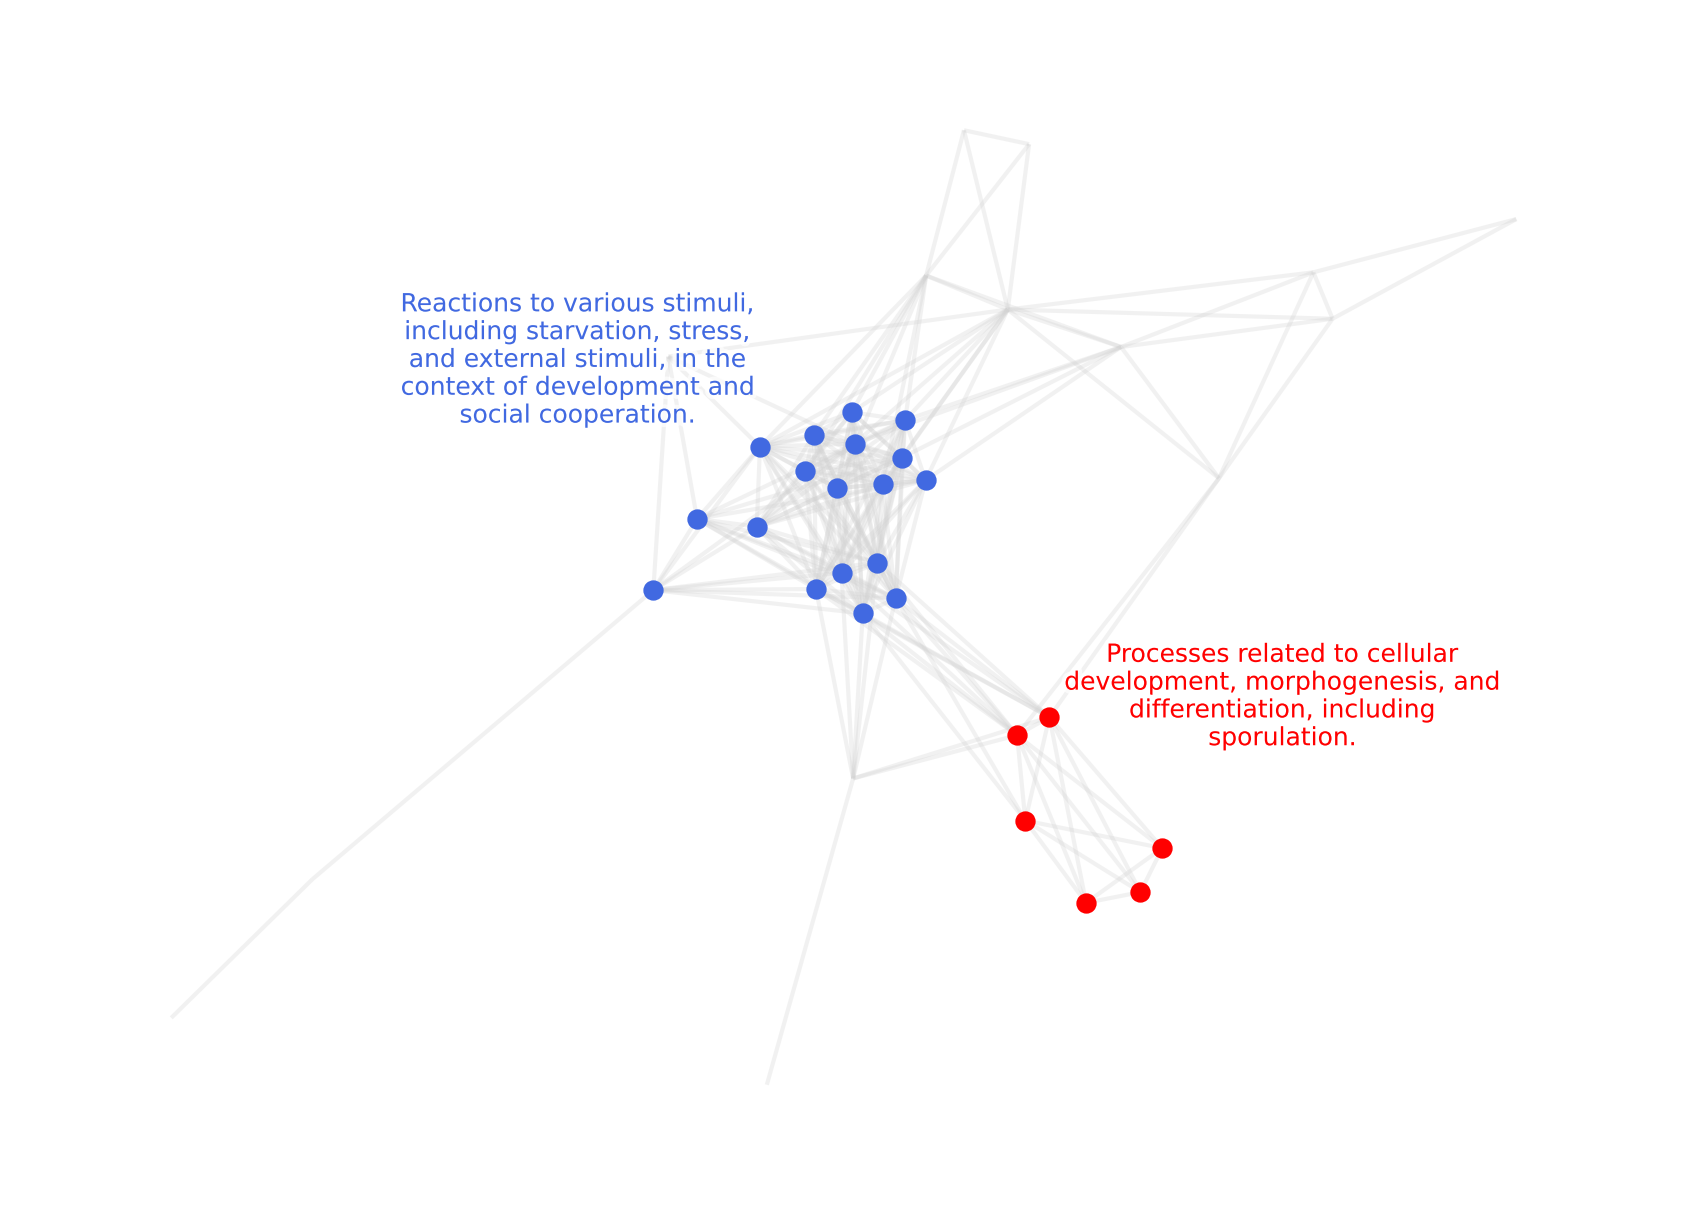 Reactions to various stimuli,
including starvation, stress,
and external stimuli, in the
context of development and
social cooperation.
Processes related to cellular
development, morphogenesis, and
differentiation, including
sporulation.